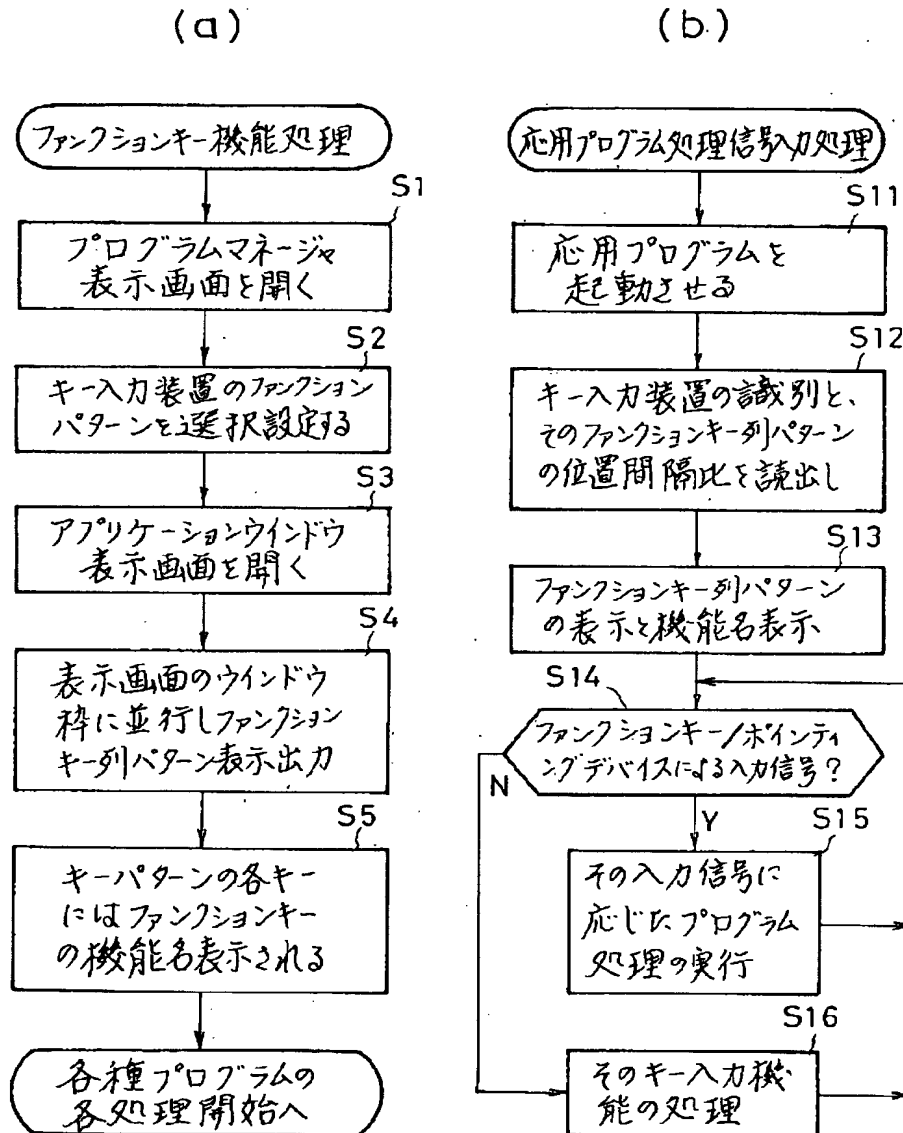 (a)
ファンクションキー機能処理
S1
プログラムマネージャ
表示画面を開く
S2
キー入力装置のファンクション
パターンを選択設定する
S3
アプリケーションウインドウ
表示画面を開く
S4
表示画面のウインドウ
枠に並行しファンクション
キー列パターン表示出力
S5
キーパターンの各キー
にはファンクションキー
の機能名表示される
各種プログラムの
各処理開始へ
(b)
応用プログラム処理信号入力処理
S11
応用プログラムを
起動させる
S12
キー入力装置の識別と、
そのファンクションキー列パターン
の位置間隔比を読出し
S13
ファンクションキー列パターン
の表示と機能名表示
S14
ファンクションキー/ポインティ
ングデバイスによる入力信号?
N
Y
S15
その入力信号に
応じたプログラム
処理の実行
S16
そのキー入力機
能の処理